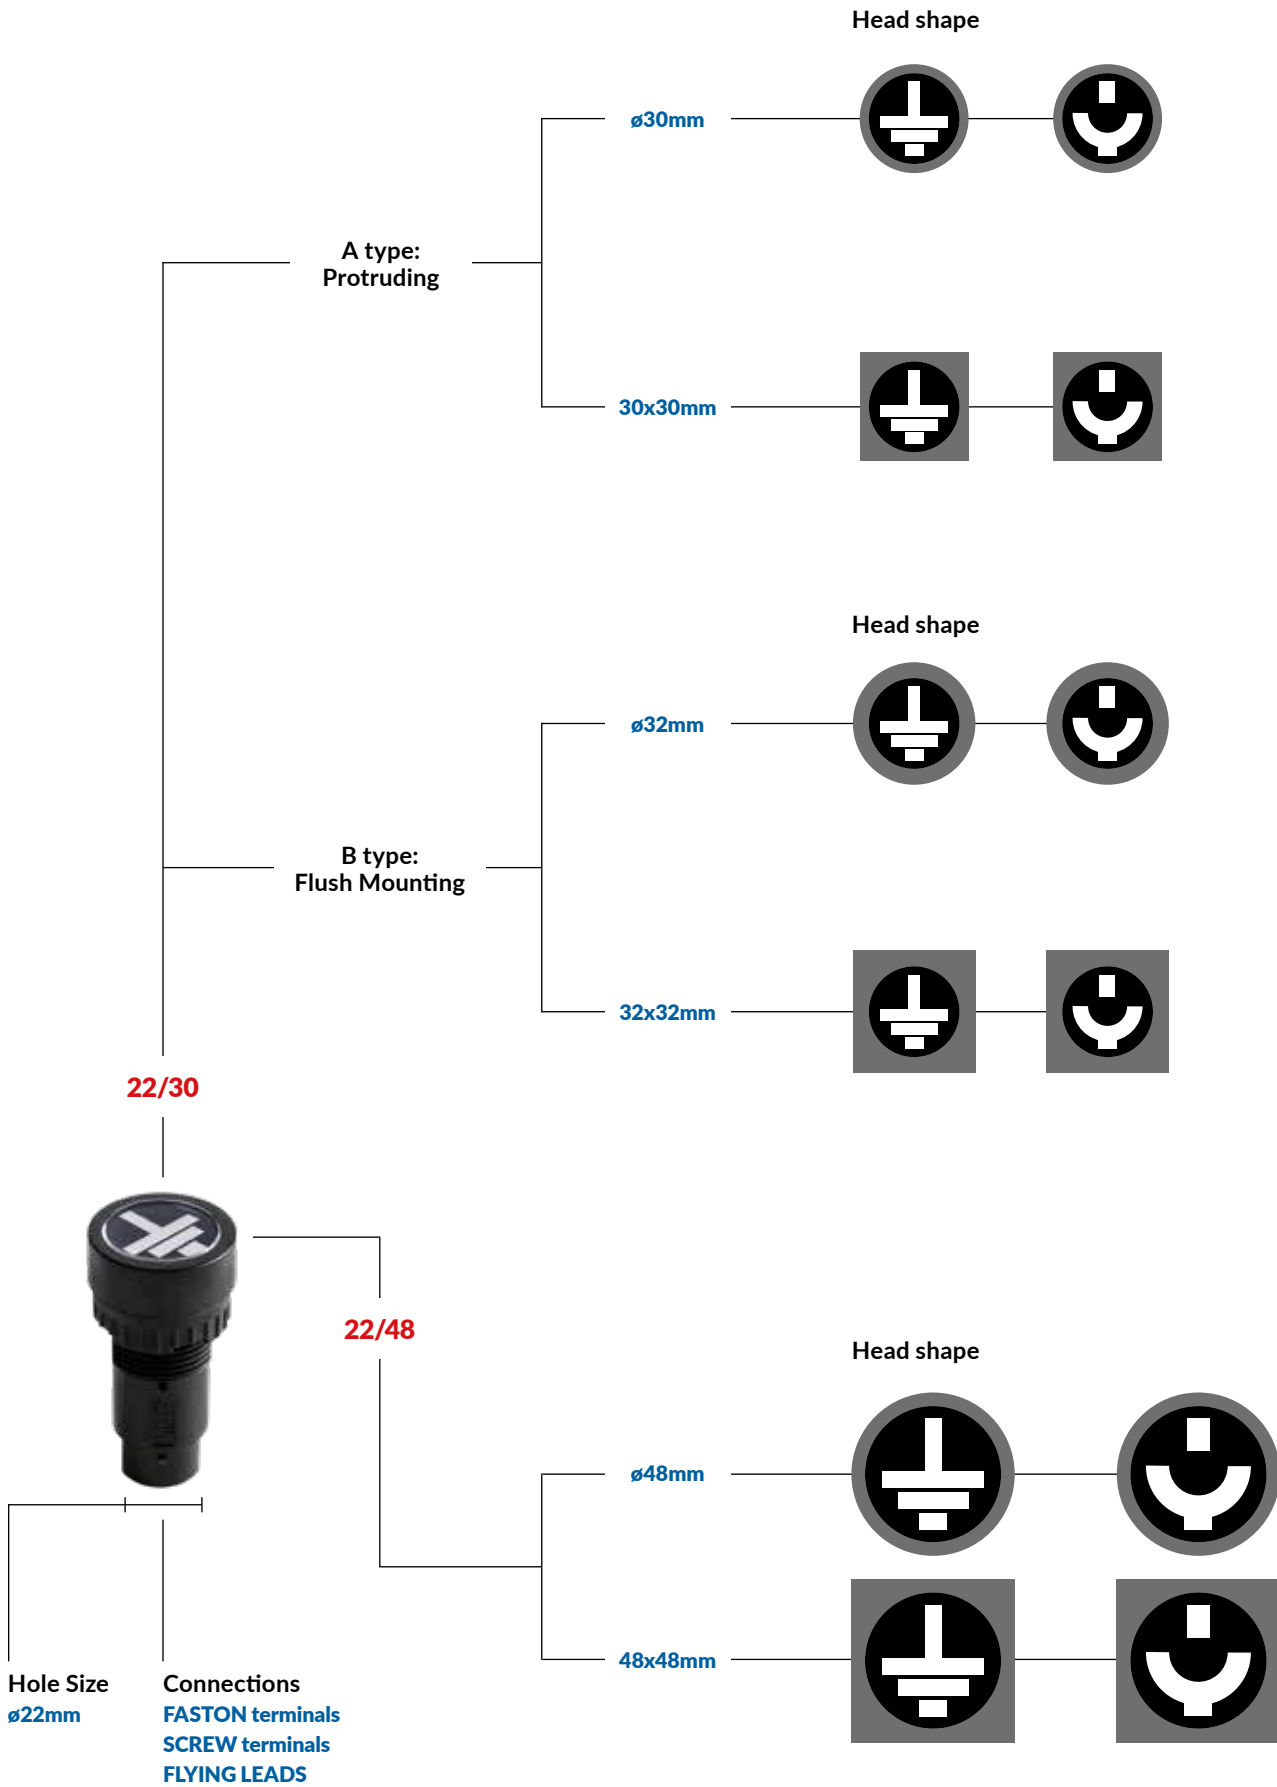 Head shape
ø30mm
A type:
Protruding
30x30mm
Head shape
ø32mm
B type:
Flush Mounting
32x32mm
22/30
22/48
Head shape
ø48mm
48x48mm
Hole Size
ø22mm
Connections
FASTON terminals
SCREW terminals
FLYING LEADS